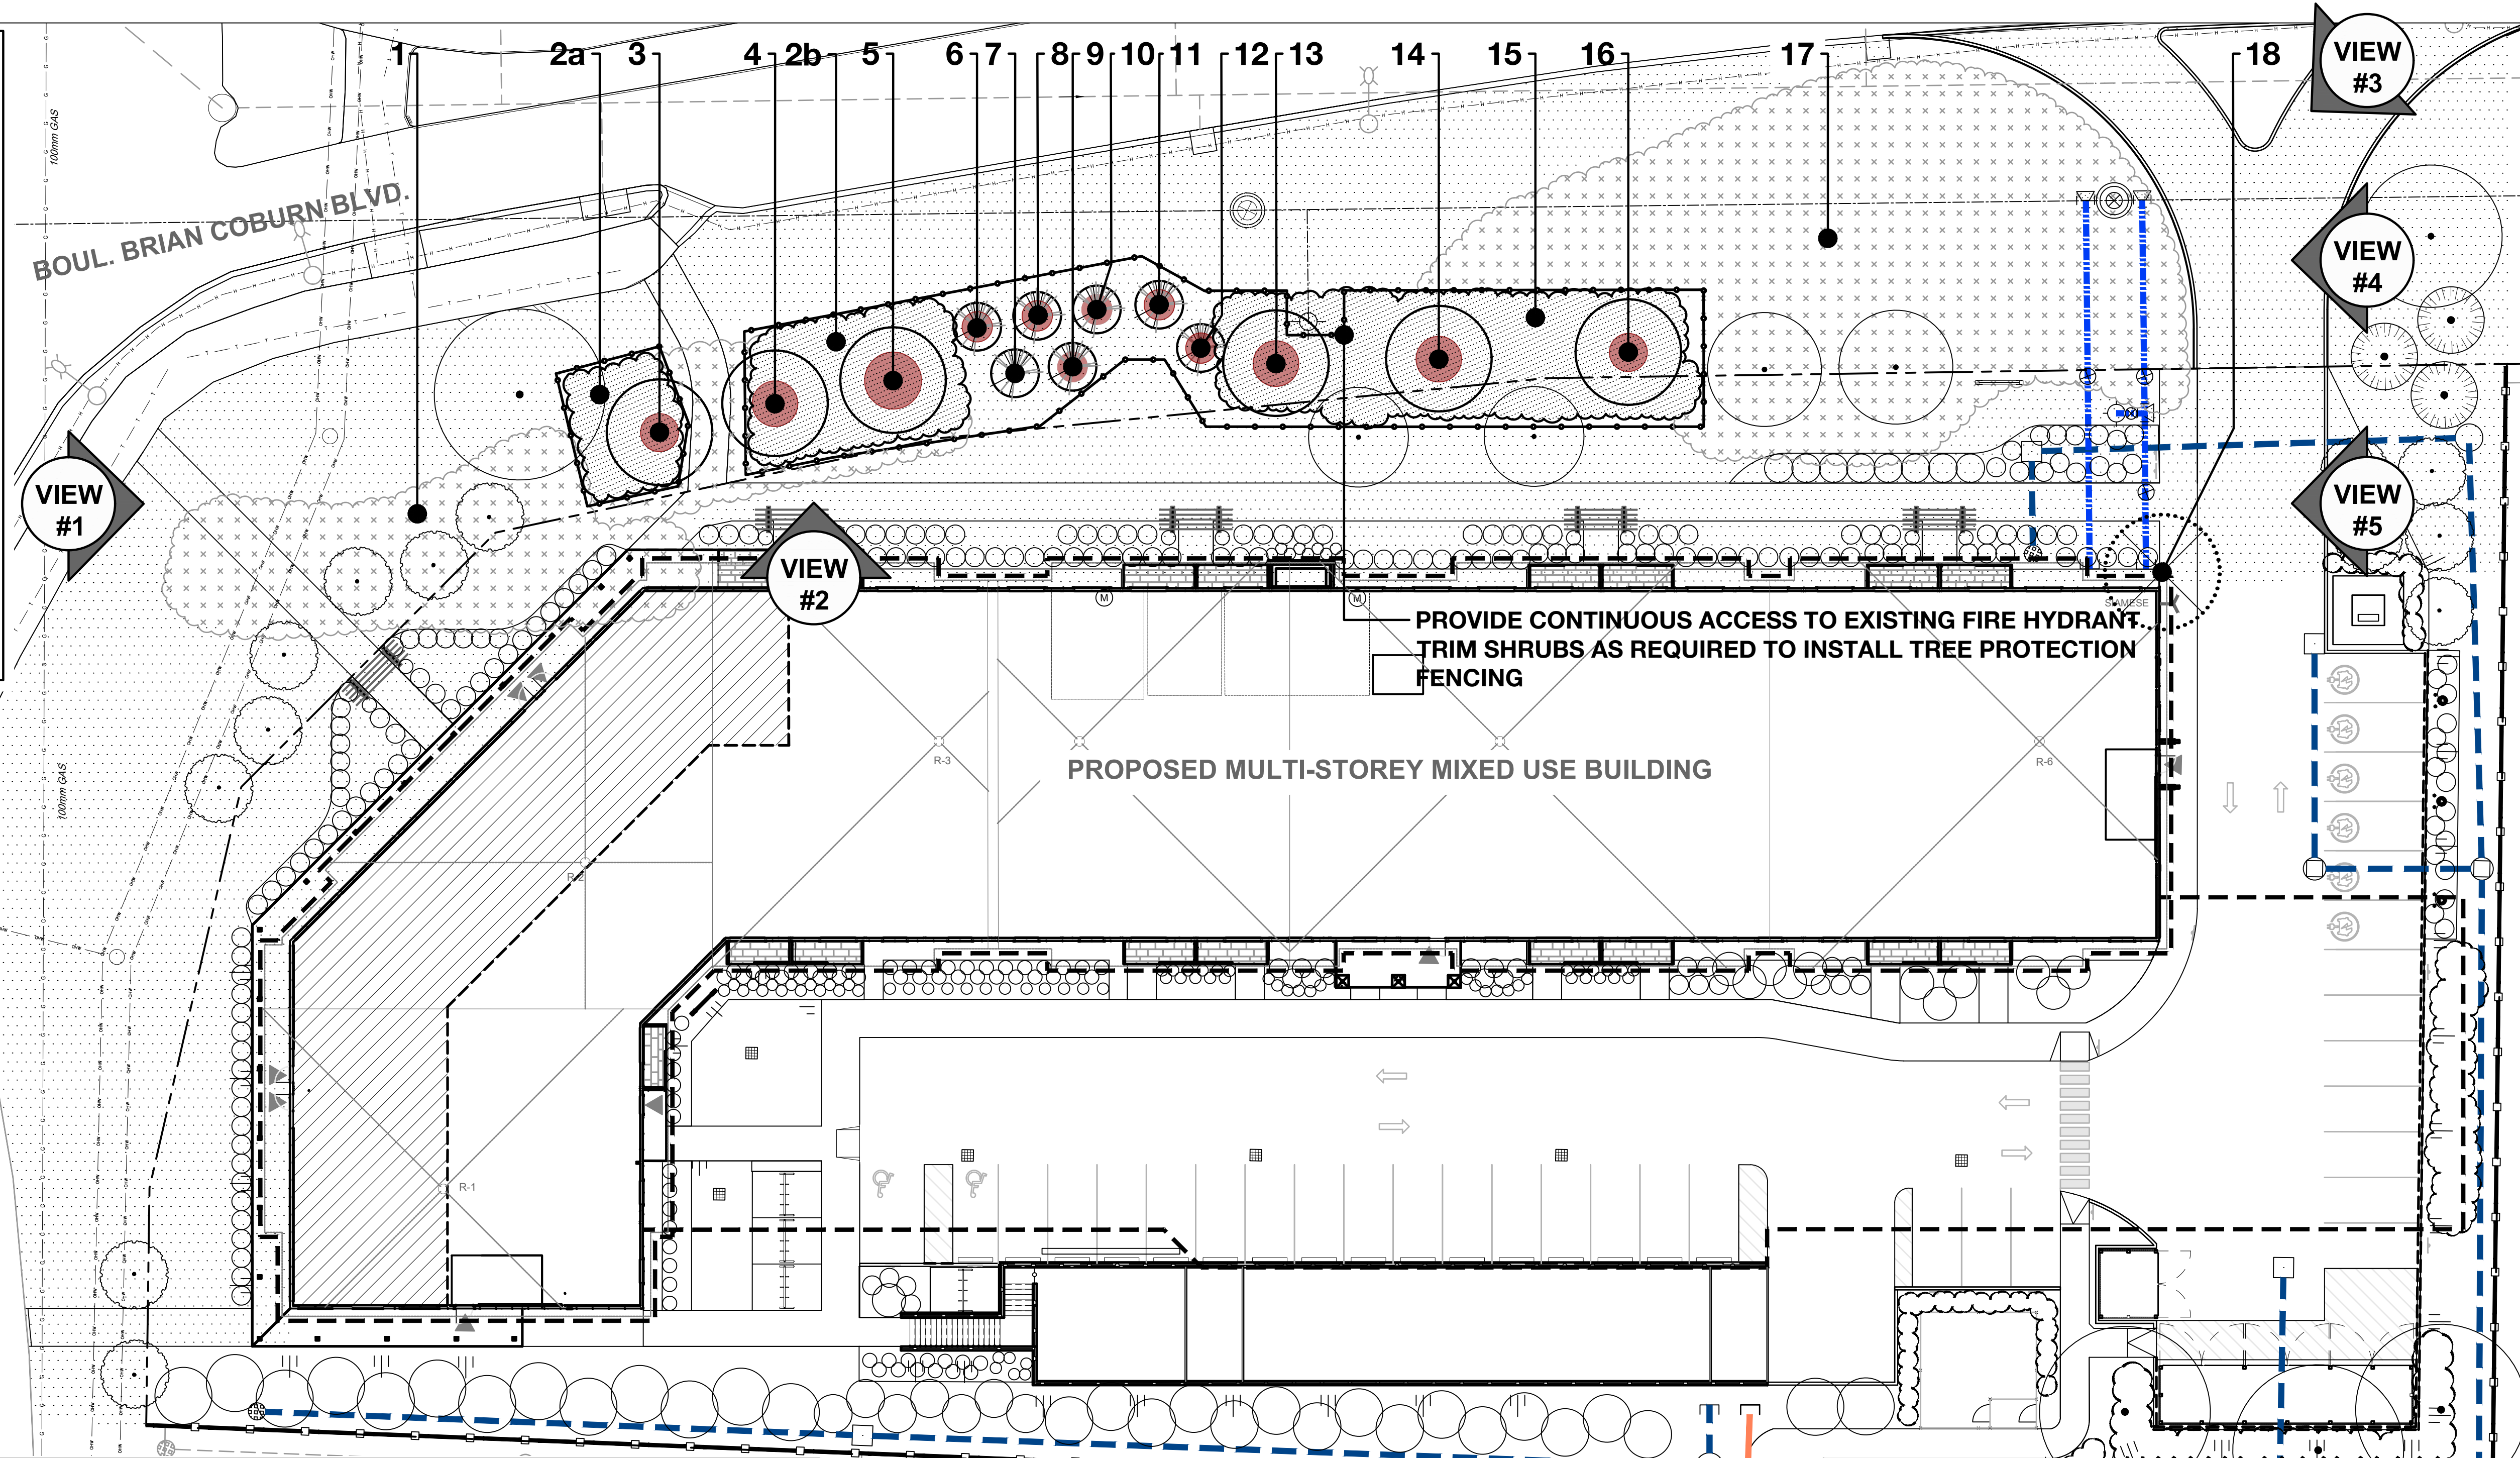 1 2a 3 4 2b 5 6 7 8 9 10 11 12 13 14 15 16 17 18
VIEW
#3
100mm GAS
BOUL. BRIAN COBURN BLVD.
VIEW
#4
VIEW
#1
VIEW
#5
VIEW
#2
M
M
SIAMESE
PROVIDE CONTINUOUS ACCESS TO EXISTING FIRE HYDRANT
TRIM SHRUBS AS REQUIRED TO INSTALL TREE PROTECTION
FENCING
R-3
PROPOSED MULTI-STOREY MIXED USE BUILDING
R-6
100mm GAS
R-2
R-1